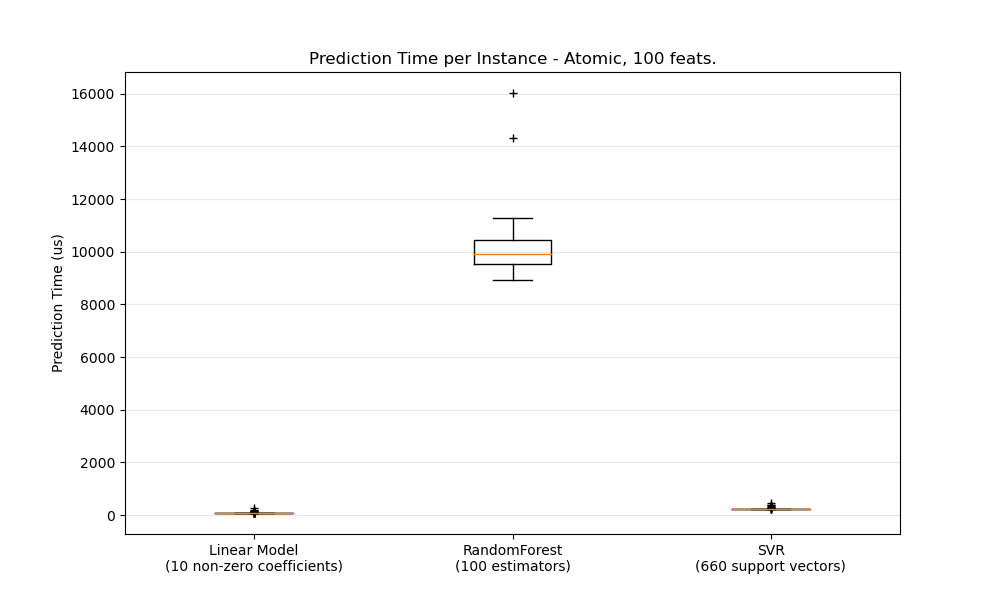 Prediction Time per Instance - Atomic, 100 feats.
Prediction Time (us)
16000
14000
12000
10000
8000
6000
4000
2000
0
Linear Model
(10 non-zero coefficients)
RandomForest
(100 estimators)
SVR
(660 support vectors)